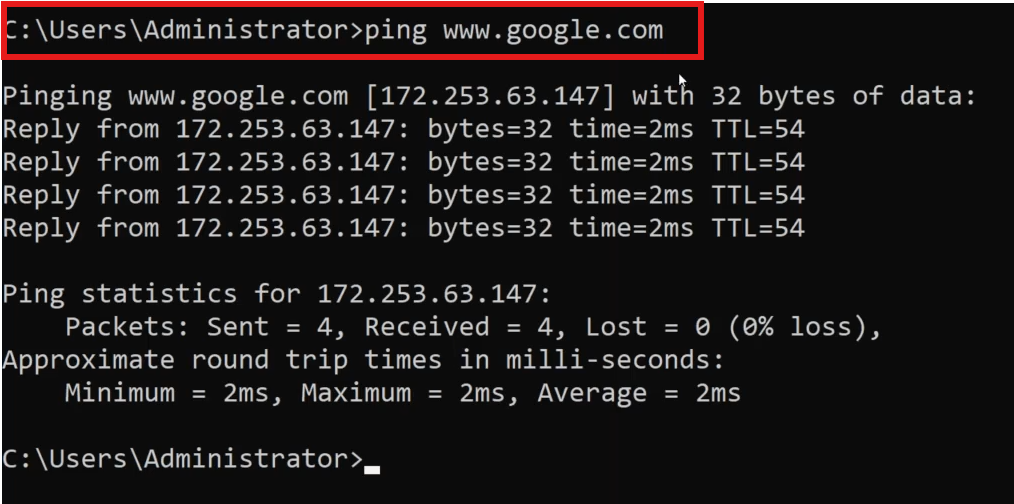 C:\Users\Administrator>ping www.google.com
Pinging www.google.com [172.253.63.147] with 32 bytes of data:
Reply from 172.253.63.147: bytes=32 time=2ms TTL=54
Reply from 172.253.63.147: bytes=32 time=2ms TTL=54
Reply from 172.253.63.147: bytes=32 time=2ms TTL=54
Reply from 172.253.63.147: bytes=32 time=2ms TTL=54
Ping statistics for 172.253.63.147:
    Packets: Sent = 4, Received = 4, Lost = 0 (0% loss),
Approximate round trip times in milli-seconds:
    Minimum = 2ms, Maximum = 2ms, Average = 2ms
C:\Users\Administrator>